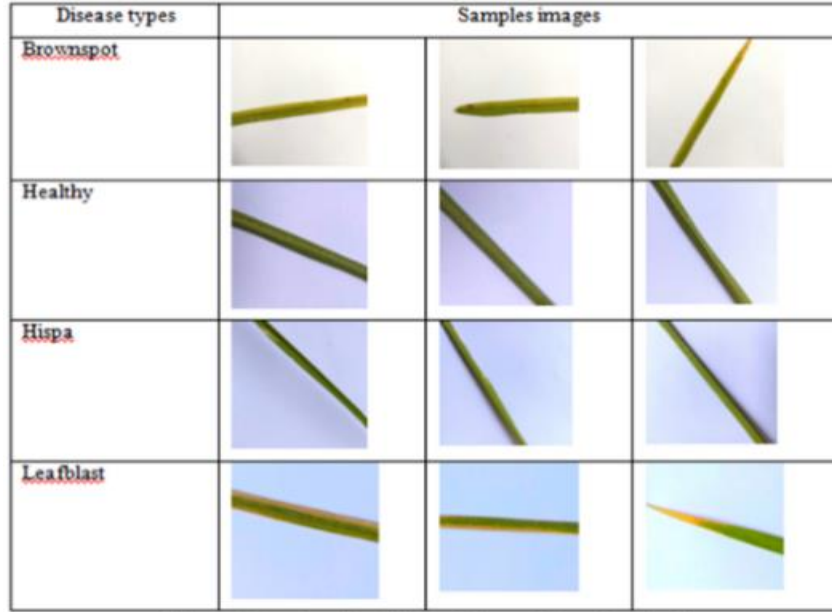 Disease types
Samples images
Brownspot
Healthy
Hispa
Leafblast